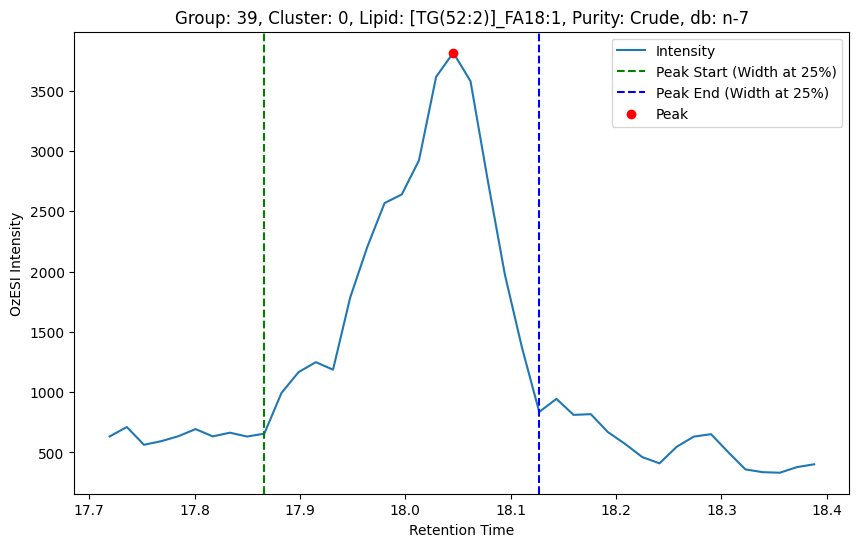 Group: 39, Cluster: 0, Lipid: [TG(52:2)]_FA18:1, Purity: Crude, db: n-7
Intensity
Peak Start (Width at 25%)
Peak End (Width at 25%)
Peak
OzESI Intensity
3500
3000
2500
2000
1500
1000
500
17.7 17.8 17.9 18.0 18.1 18.2 18.3 18.4
Retention Time